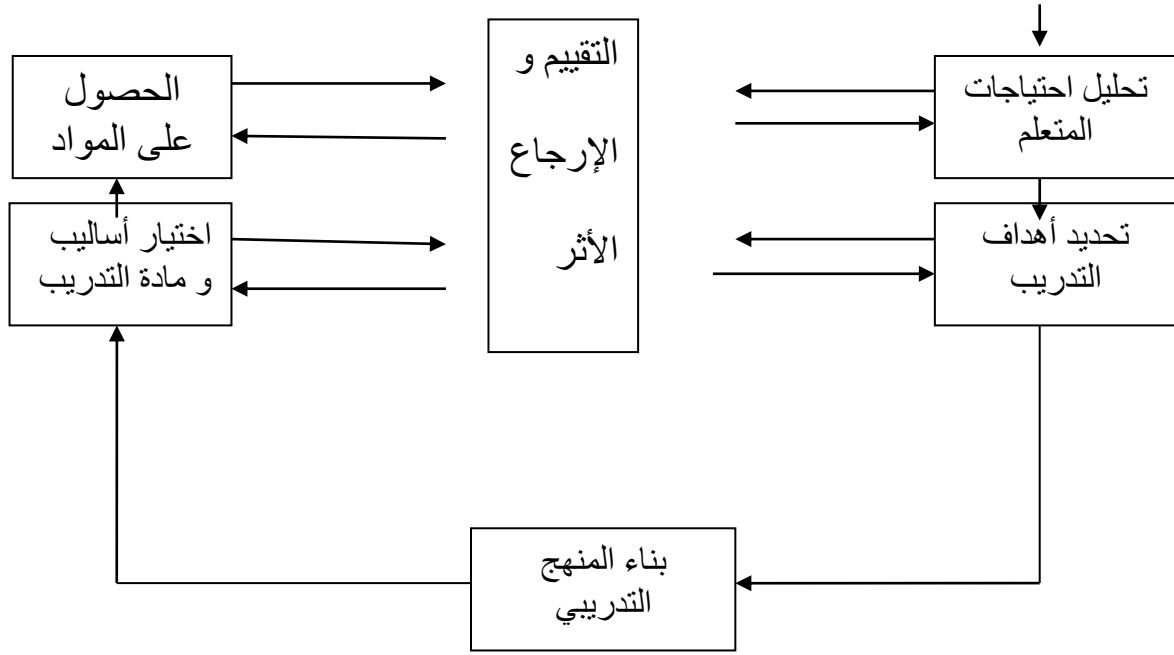 تحليل احتياجات
المتعلم
تحديد أهداف
التدريب
التقييم و
الإرجاع
الأثر
الحصول
على المواد
اختيار أساليب
و مادة التدريب
بناء المنهج
التدريبي